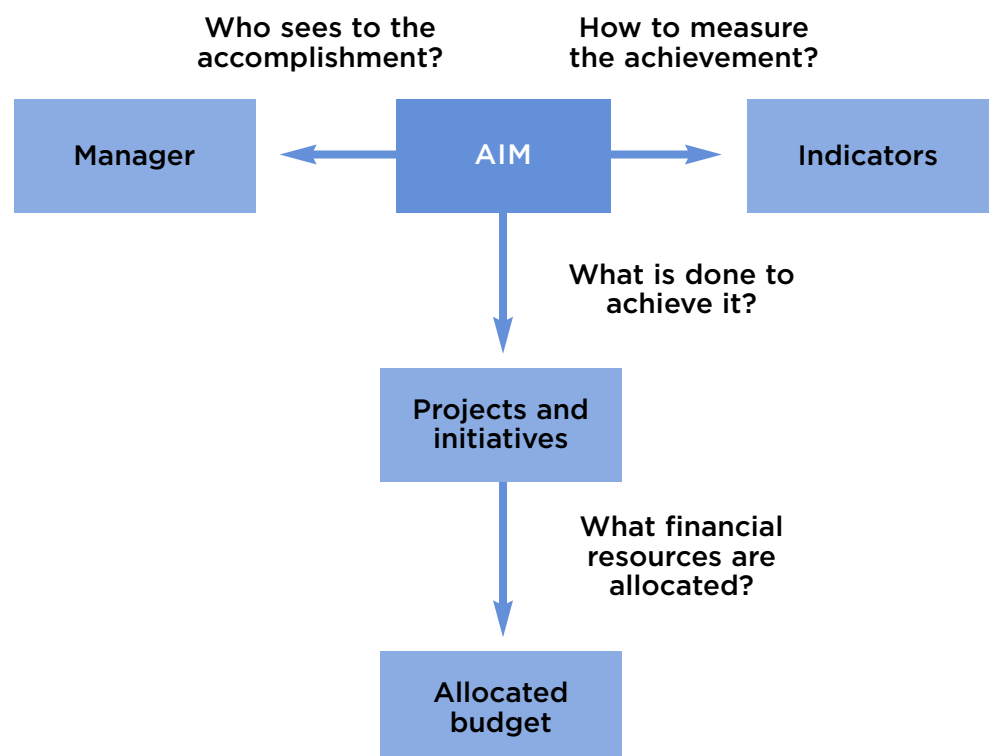 Who sees to the
accomplishment?
How to measure
the achievement?
Manager
AIM
Indicators
What is done to
achieve it?
Projects and
initiatives
What financial
resources are
allocated?
Allocated
budget